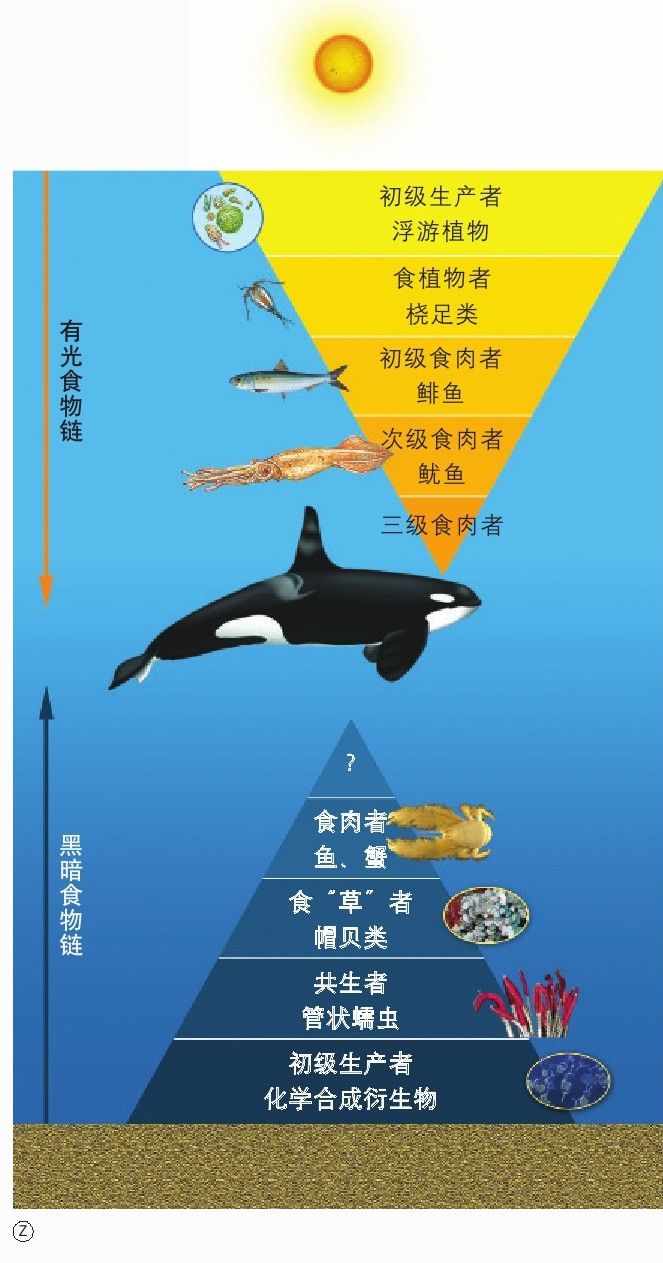 初级生产者
浮游植物
食植物者
桡足类
初级食肉者
鲱鱼
次级食肉者
鱿鱼
三级食肉者
有光食物链
?
食肉者
鱼、蟹
食“草”者
帽贝类
共生者
管状蠕虫
初级生产者
化学合成衍生物
黑暗食物链
Z